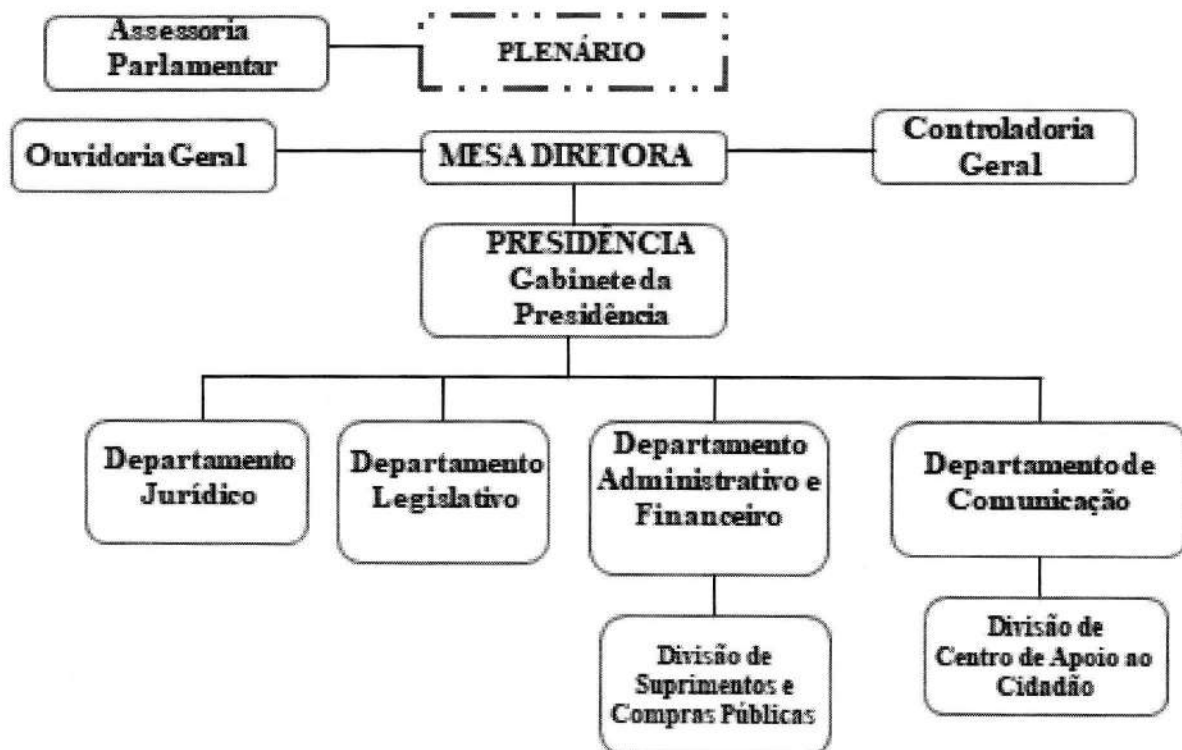 Assessoria
Parlamentar
PLENÁRIO
Ouvidoria Geral
MESA DIRETORA
Controladoria
Geral
PRESIDÊNCIA
Gabinete da
Presidência
Departamento
Jurídico
Departamento
Legislativo
Departamento
Administrativo e
Financeiro
Departamento de
Comunicação
Divisão de
Suprimentos e
Compras Públicas
Divisão de
Centro de Apoio ao
Cidadão